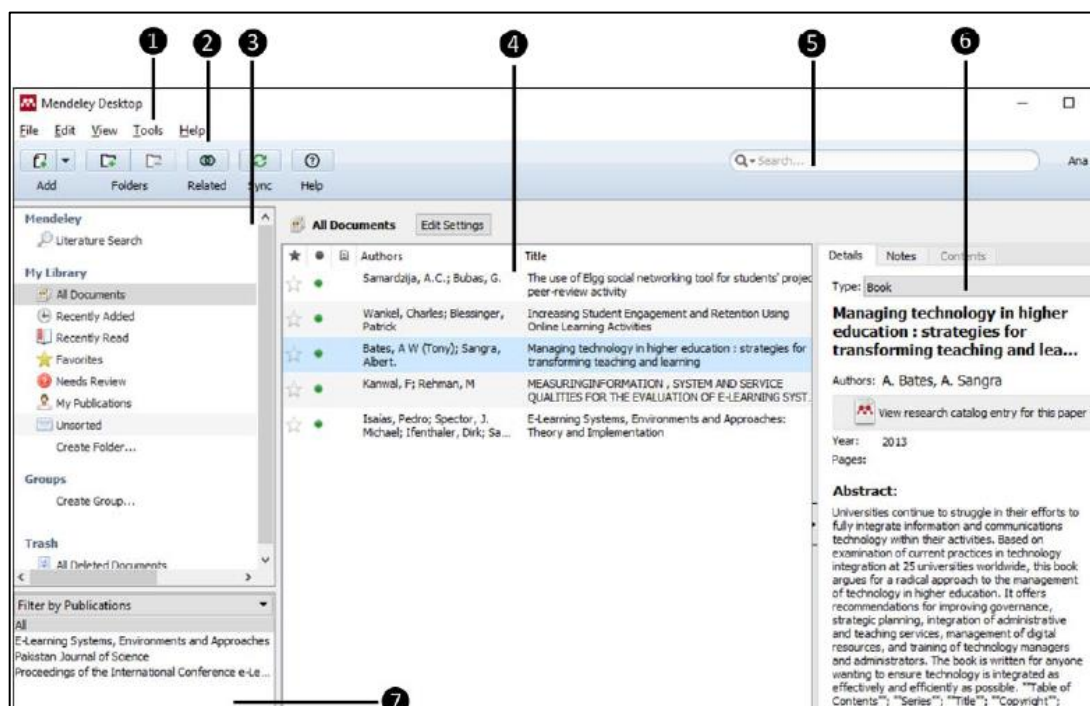 1 2 3 4 5 6
Mendeley Desktop
File Edit View Tools Help
Search... Ana
Add Folders Related Sync Help
Mendeley
Literature Search
My Library
All Documents
Recently Added
Recently Read
Favorites
Needs Review
My Publications
Unsorted
Create Folder...
Groups
Create Group...
Trash
All Deleted Documents
Filter by Publications
All
E-Learning Systems, Environments and Approaches
Pakistan Journal of Science
Proceedings of the International Conference e-Le...
7
All Documents Edit Settings
Authors Title
Samardzija, A.C.; Bubas, G. The use of Elgg social networking tool for students' projec
peer-review activity
Wankel, Charles; Blessinger, Increasing Student Engagement and Retention Using
Patrick Online Learning Activities
Bates, A W (Tony); Sangra, Managing technology in higher education : strategies for
Albert. transforming teaching and learning
Kanwal, F; Rehman, M MEASURINGINFORMATION , SYSTEM AND SERVICE
QUALITIES FOR THE EVALUATION OF E-LEARNING SYST...
Isaias, Pedro; Spector, J. E-Learning Systems, Environments and Approaches:
Michael; Ifenthaler, Dirk; Sa... Theory and Implementation
Details Notes Contents
Type: Book
Managing technology in higher
education : strategies for
transforming teaching and lea...
Authors: A. Bates, A. Sangra
View research catalog entry for this paper
Year: 2013
Pages:
Abstract:
Universities continue to struggle in their efforts to
fully integrate information and communications
technology within their activities. Based on
examination of current practices in technology
integration at 25 universities worldwide, this book
argues for a radical approach to the management
of technology in higher education. It offers
recommendations for improving governance,
strategic planning, integration of administrative
and teaching services, management of digital
resources, and training of technology managers
and administrators. The book is written for anyone
wanting to ensure technology is integrated as
effectively and efficiently as possible. ""Table of
Contents""; ""Series""; ""Title""; ""Copyright"";